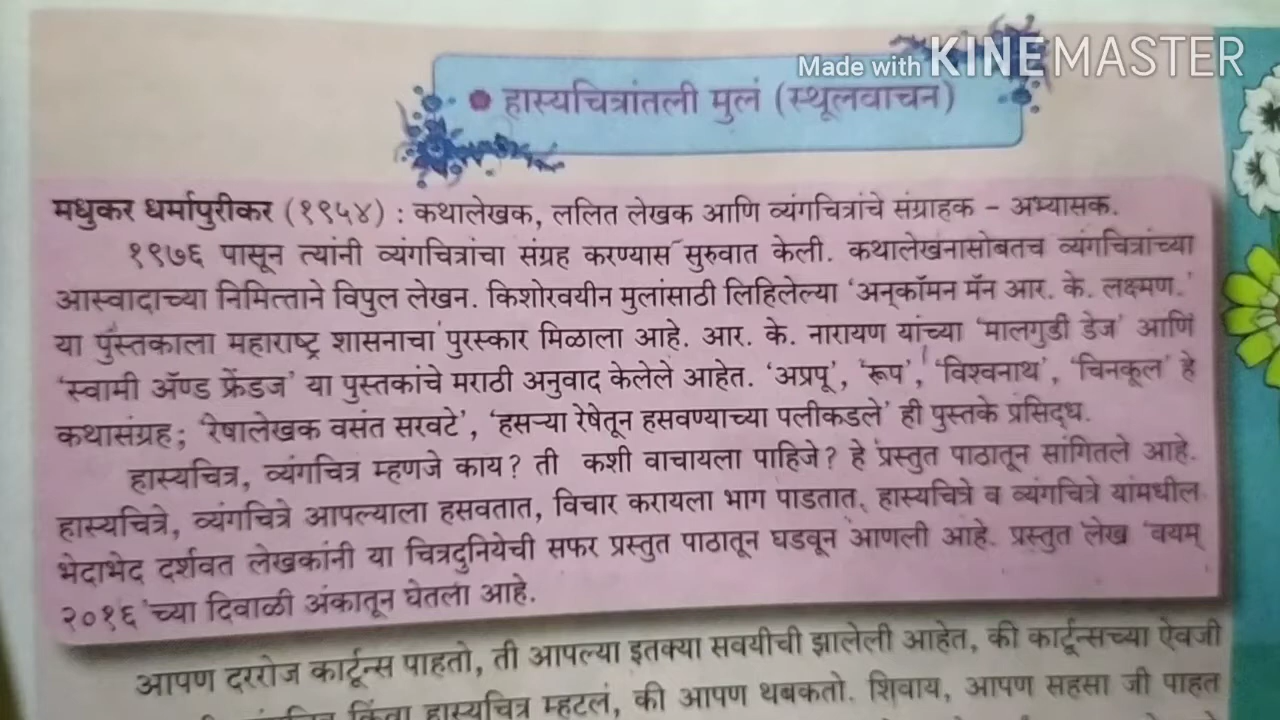 Made with KINEMASTER
• हास्यचित्रांतली मुलं (स्थूलवाचन)
मधुकर धर्मापुरीकर (१९५४) : कथालेखक, ललित लेखक आणि व्यंगचित्रांचे संग्राहक – अभ्यासक.
१९७६ पासून त्यांनी व्यंगचित्रांचा संग्रह करण्यास सुरुवात केली. कथालेखनासोबतच व्यंगचित्रांच्या
आस्वादाच्या निमित्ताने विपुल लेखन. किशोरवयीन मुलांसाठी लिहिलेल्या ‘अन्कॉमन मॅन आर. के. लक्ष्मण.’
या पुस्तकाला महाराष्ट्र शासनाचा पुरस्कार मिळाला आहे. आर. के. नारायण यांच्या ‘मालगुडी डेज’ आणि
‘स्वामी ॲण्ड फ्रेंडज’ या पुस्तकांचे मराठी अनुवाद केलेले आहेत. ‘अप्रपू’, ‘रूप’, ‘विश्वनाथ’, ‘चिनकूल’ हे
कथासंग्रह; ‘रेषालेखक वसंत सरवटे’, ‘हसऱ्या रेषेतून हसवण्याच्या पलीकडले’ ही पुस्तके प्रसिद्ध.
हास्यचित्र, व्यंगचित्र म्हणजे काय? ती कशी वाचायला पाहिजे? हे प्रस्तुत पाठातून सांगितले आहे.
हास्यचित्रे, व्यंगचित्रे आपल्याला हसवतात, विचार करायला भाग पाडतात. हास्यचित्रे व व्यंगचित्रे यांमधील
भेदाभेद दर्शवत लेखकांनी या चित्रदुनियेची सफर प्रस्तुत पाठातून घडवून आणली आहे. प्रस्तुत लेख ‘वयम्
२०१६’च्या दिवाळी अंकातून घेतला आहे.
आपण दररोज कार्टून्स पाहतो, ती आपल्या इतक्या सवयीची झालेली आहेत, की कार्टून्सच्या ऐवजी
किंवा हास्यचित्र म्हटलं, की आपण थबकतो. शिवाय, आपण सहसा जी पाहत